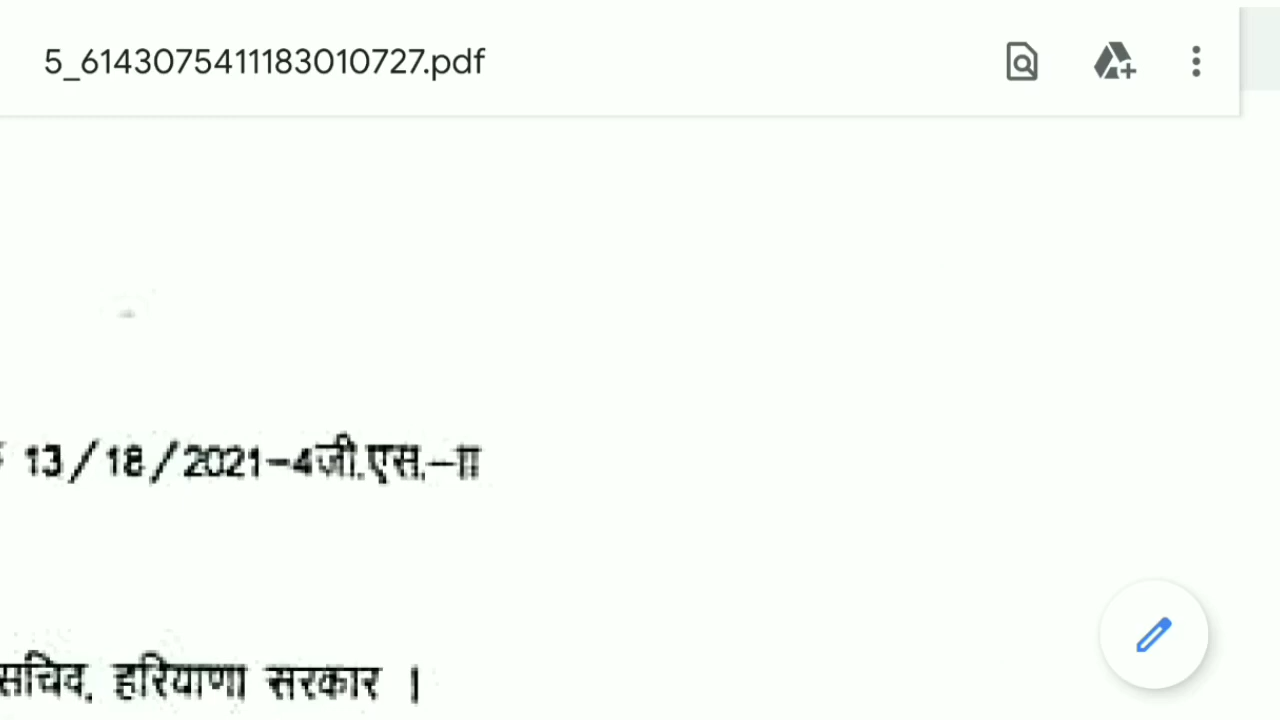 5_6143075411183010727.pdf
13/18/2021-4जी.एस.-II
सचिव, हरियाणा सरकार ।